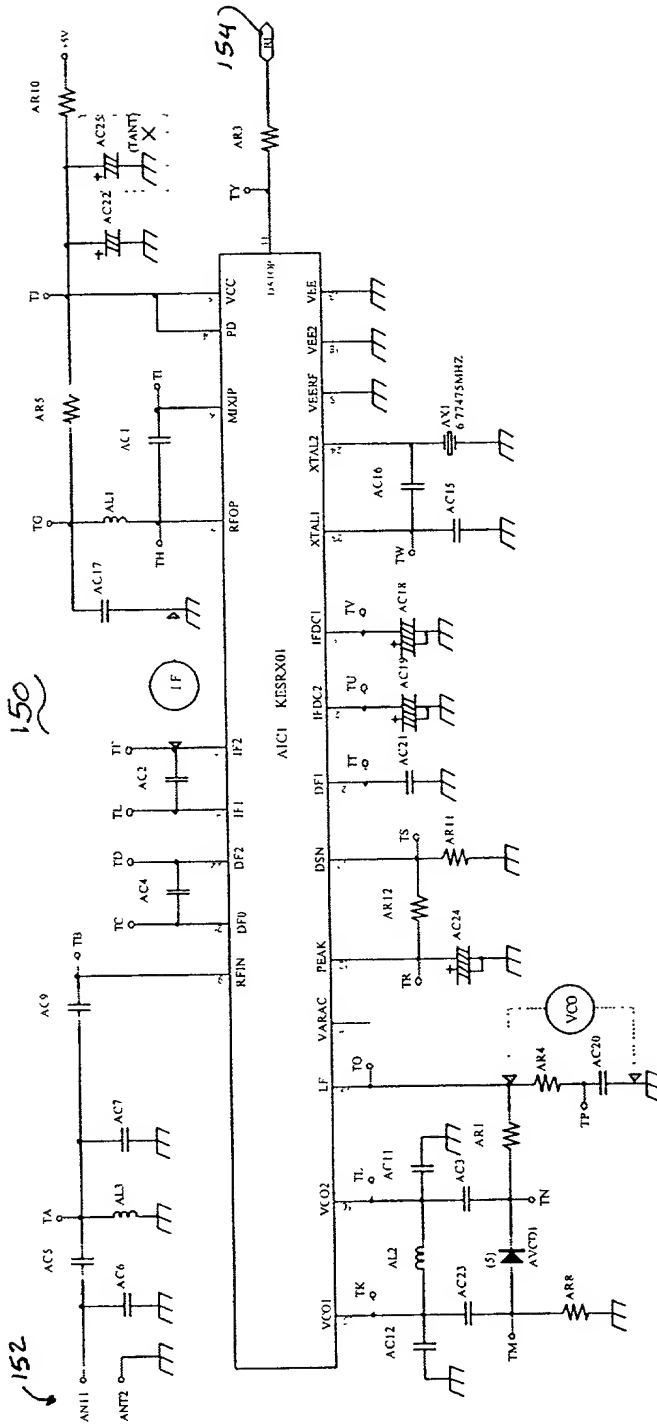 150
152
ANT1
ANT2
AC5
AC6
TA
AL3
AC7
AC9
TB
TC
AC4
TD
AC2
IF
AC17
TG
AL1
TH
AC1
TI
AR5
TJ
AC22
AC25
(TANT)
X
AR10
+5V
RFIN
DF0
DF2
IF1
IF2
RFOP
MIXIP
PD
VCC
AIC1 KESRX01
DATOP
TY
AR3
154
VCO1
VCO2
LF
VARAC
PEAK
DSN
DF1
IFDC2
IFDC1
XTAL1
XTAL2
24
VEERF
VEE2
VEE
TK
TL
AC12
AL2
AC11
AC23
AC3
TM
(5)
AVCD1
TN
AR8
AR1
TO
AR4
TP
AC20
VCO
TR
AR12
TS
AC24
AR11
TT
AC21
TU
AC19
TV
AC18
TW
AC16
AC15
AX1
6.77475MHZ